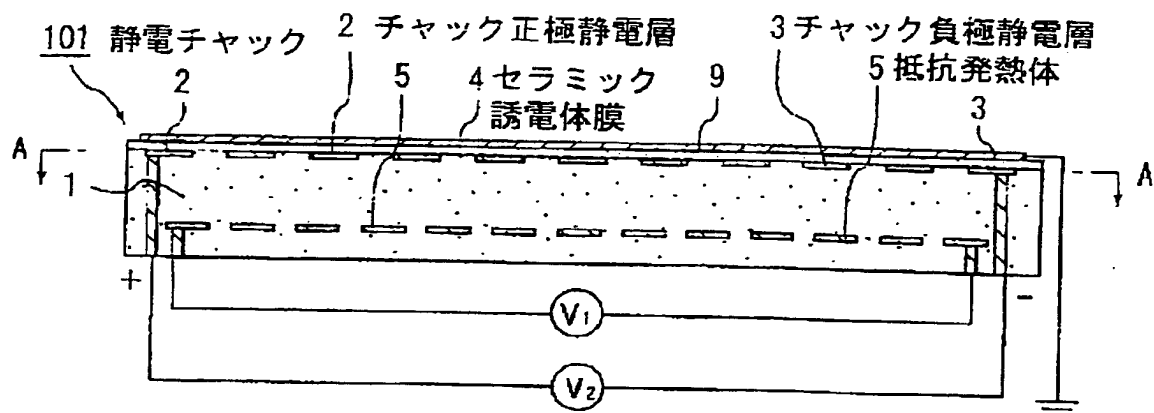 101 静電チャック
2 チャック正極静電層
3 チャック負極静電層
2
5
4 セラミック
誘電体膜
9
5 抵抗発熱体
3
A
A
1
+
-
V1
V2